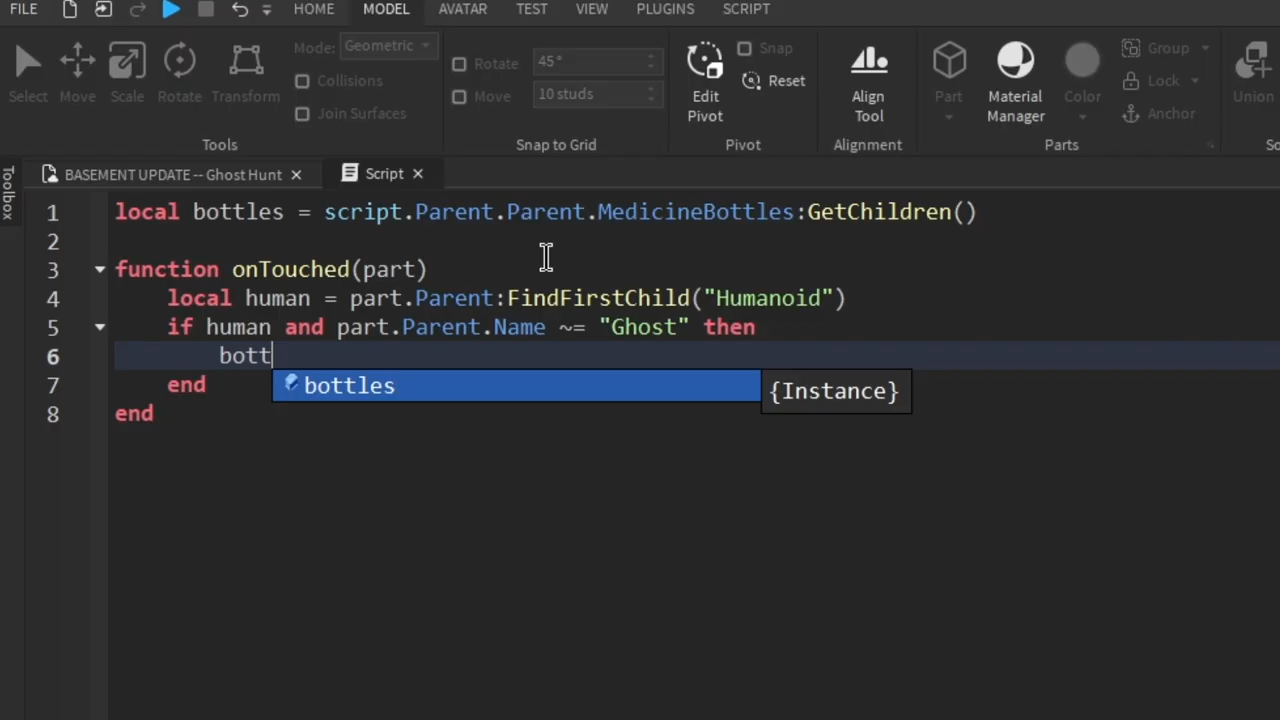 FILE HOME MODEL AVATAR TEST VIEW PLUGINS SCRIPT
Select Move Scale Rotate Transform
Mode: Geometric
Collisions
Join Surfaces
Tools
Rotate 45°
Move 10 studs
Snap to Grid
Edit Pivot
Snap
Reset
Pivot
Align Tool
Alignment
Part
Material Manager
Color
Group
Lock
Anchor
Parts
Union
Toolbox
BASEMENT UPDATE -- Ghost Hunt × Script ×
1 local bottles = script.Parent.Parent.MedicineBottles:GetChildren()
2
3 function onTouched(part)
4 local human = part.Parent:FindFirstChild("Humanoid")
5 if human and part.Parent.Name ~= "Ghost" then
6 bott
bottles {Instance}
7 end
8 end